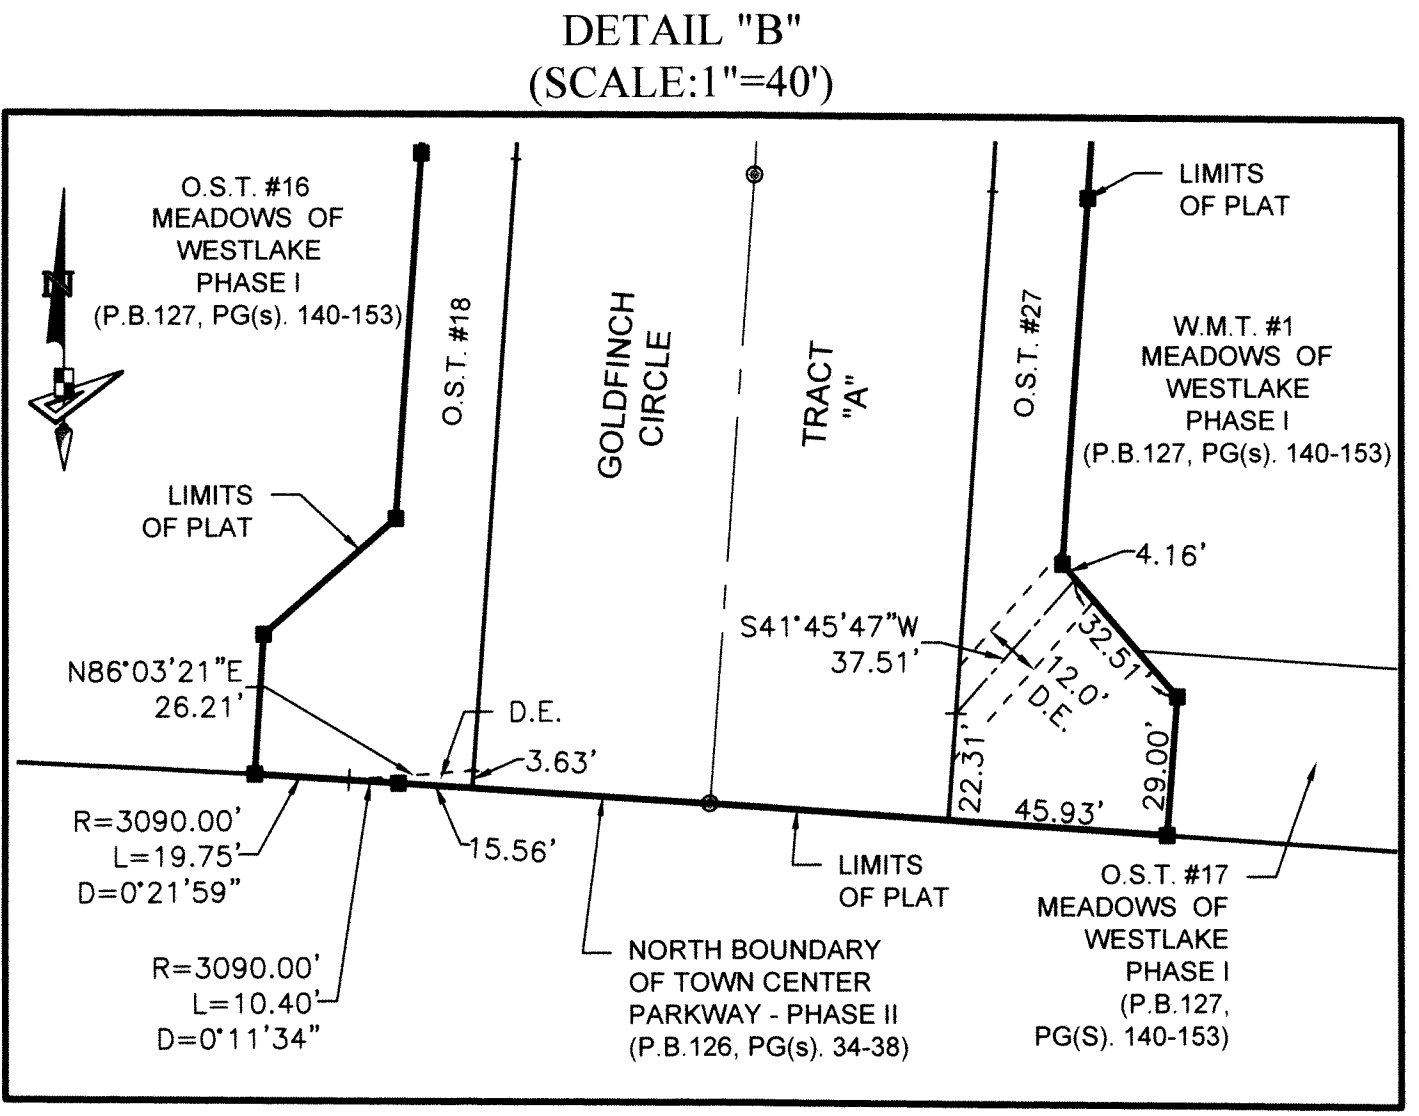 DETAIL "B"
(SCALE:1"=40')
O.S.T. #16
MEADOWS OF
WESTLAKE
PHASE I
(P.B.127, PG(s). 140-153)
N
O.S.T. #18
GOLDFINCH
CIRCLE
TRACT
"A"
O.S.T. #27
LIMITS
OF PLAT
W.M.T. #1
MEADOWS OF
WESTLAKE
PHASE I
(P.B.127, PG(s). 140-153)
LIMITS
OF PLAT
4.16'
S41°45'47"W
37.51'
32.51'
12.0'
D.E.
N86°03'21"E
26.21'
D.E.
3.63'
22.31'
29.00'
45.93'
R=3090.00'
L=19.75'
D=0°21'59"
15.56'
LIMITS
OF PLAT
O.S.T. #17
MEADOWS OF
WESTLAKE
PHASE I
(P.B.127,
PG(S). 140-153)
R=3090.00'
L=10.40'
D=0°11'34"
NORTH BOUNDARY
OF TOWN CENTER
PARKWAY - PHASE II
(P.B.126, PG(s). 34-38)